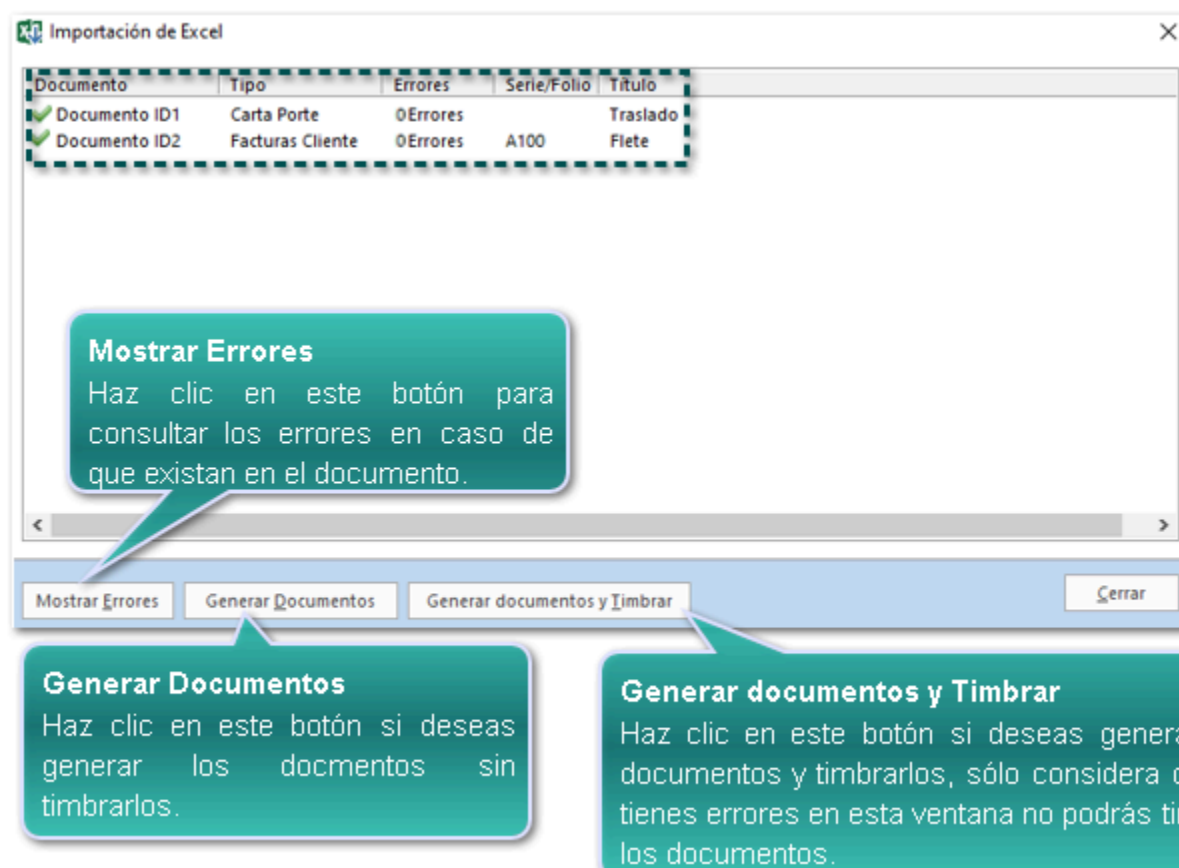 Importación de Excel
Documento Tipo Errores Serie/Folio Título
Documento ID1 Carta Porte 0Errores Traslado
Documento ID2 Facturas Cliente 0Errores A100 Flete
Mostrar Errores
Haz clic en este botón para
consultar los errores en caso de
que existan en el documento.
Mostrar Errores Generar Documentos Generar documentos y Timbrar Cerrar
Generar Documentos
Haz clic en este botón si deseas
generar los docmentos sin
timbrarlos.
Generar documentos y Timbrar
Haz clic en este botón si deseas
documentos y timbrarlos, sólo considera
tienes errores en esta ventana no podrás
los documentos.